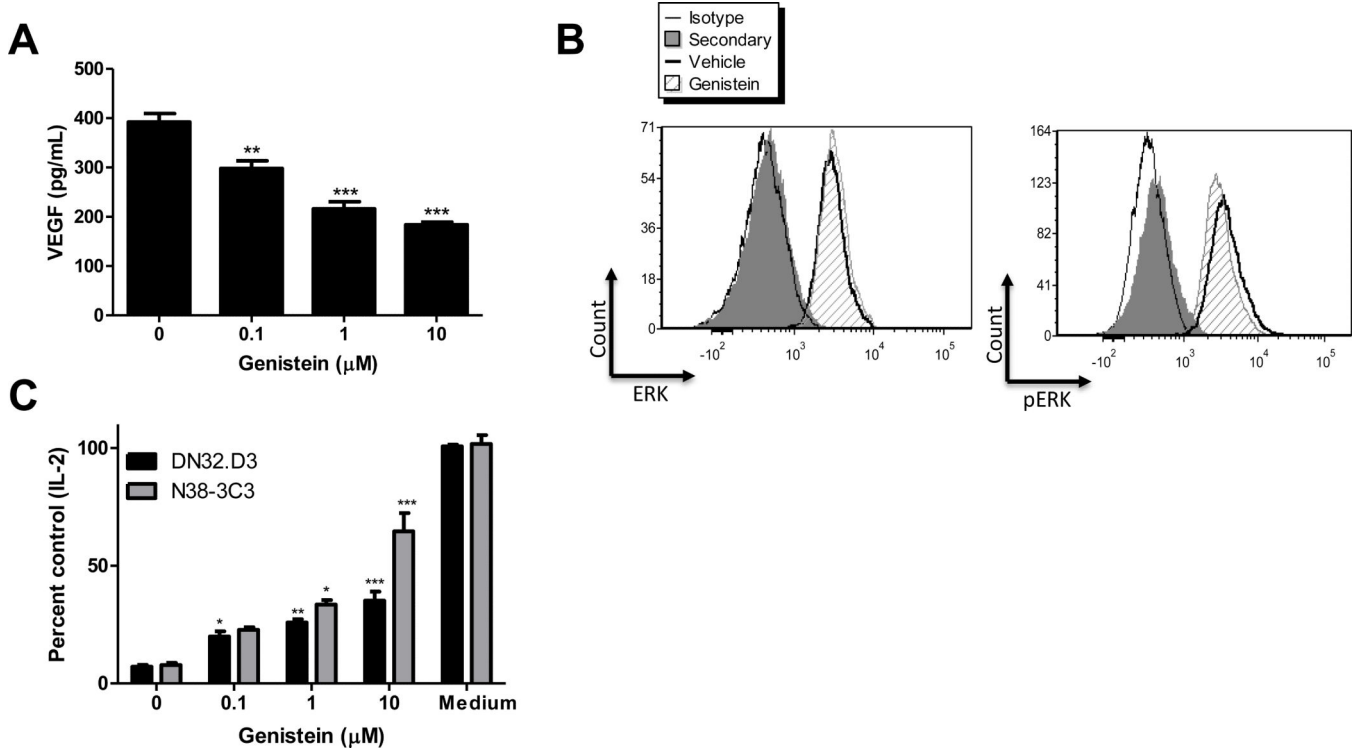 A
500
400
300
200
100
0
VEGF (pg/mL)
**
***
***
0 0.1 1 10
Genistein (μM)
B
Isotype
Secondary
Vehicle
Genistein
71
54
36
18
0
Count
-10² 10³ 10⁴ 10⁵
ERK
164
123
82
41
0
Count
-10² 10³ 10⁴ 10⁵
pERK
C
100
50
0
Percent control (IL-2)
DN32.D3
N38-3C3
*
**
*
***
***
0 0.1 1 10 Medium
Genistein (μM)